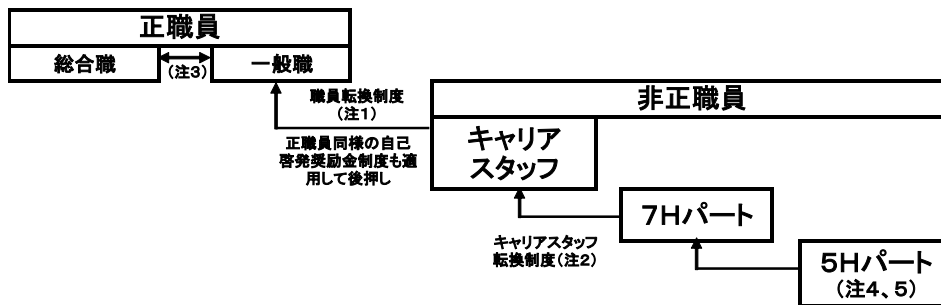 正職員
総合職
(注3)
一般職
職員転換制度
(注1)
正職員同様の自己
啓発奨励金制度も適
用して後押し
非正職員
キャリア
スタッフ
7Hパート
キャリアスタッフ
転換制度(注2)
5Hパート
(注4、5)